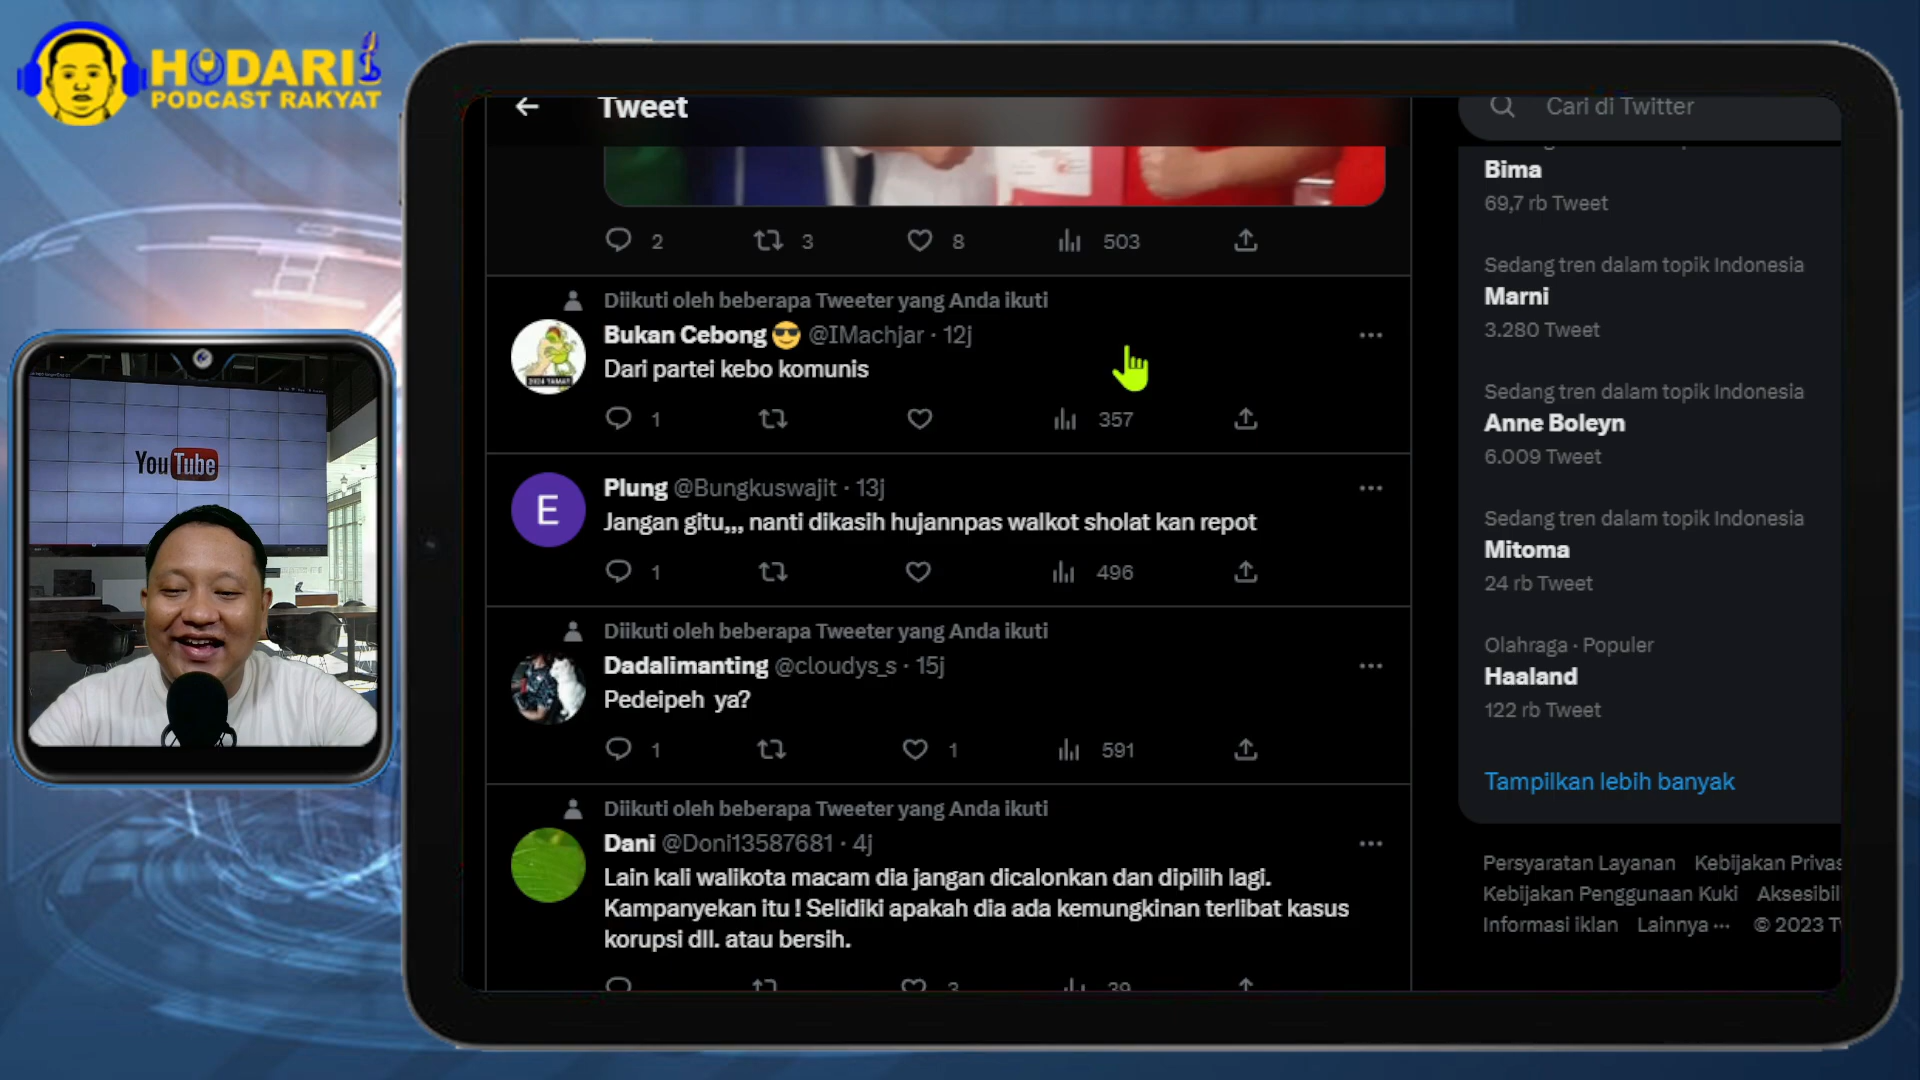 HODARI
PODCAST RAKYAT
YouTube
Tweet
2 3 8 503
Diikuti oleh beberapa Tweeter yang Anda ikuti
Bukan Cebong 😎 @IMachjar · 12j
Dari partei kebo komunis
1 357
E
Plung @Bungkuswajit · 13j
Jangan gitu,,, nanti dikasih hujannpas walkot sholat kan repot
1 496
Diikuti oleh beberapa Tweeter yang Anda ikuti
Dadalimanting @cloudys_s · 15j
Pedeipeh ya?
1 1 591
Diikuti oleh beberapa Tweeter yang Anda ikuti
Dani @Doni13587681 · 4j
Lain kali walikota macam dia jangan dicalonkan dan dipilih lagi.
Kampanyekan itu ! Selidiki apakah dia ada kemungkinan terlibat kasus
korupsi dll. atau bersih.
3 39
Cari di Twitter
Bima
69,7 rb Tweet
Sedang tren dalam topik Indonesia
Marni
3.280 Tweet
Sedang tren dalam topik Indonesia
Anne Boleyn
6.009 Tweet
Sedang tren dalam topik Indonesia
Mitoma
24 rb Tweet
Olahraga · Populer
Haaland
122 rb Tweet
Tampilkan lebih banyak
Persyaratan Layanan Kebijakan Privas
Kebijakan Penggunaan Kuki Aksesibil
Informasi iklan Lainnya ··· © 2023 Tw